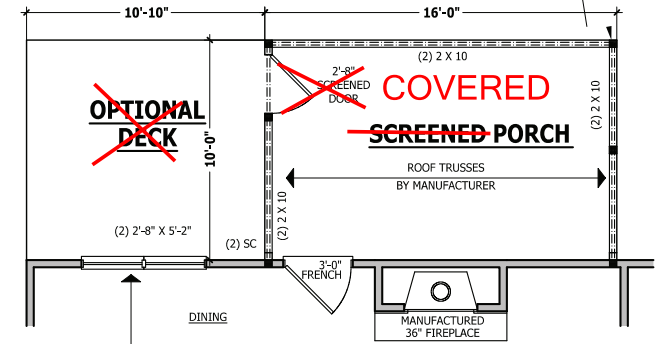 10'-10"
16'-0"
(2) 2 X 10
2'-8"
SCREENED
DOOR
COVERED
(2) 2 X 10
OPTIONAL
DECK
10'-0"
SCREENED PORCH
ROOF TRUSSES
BY MANUFACTURER
(2) 2 X 10
(2) 2'-8" X 5'-2"
(2) SC
3'-0"
FRENCH
DINING
MANUFACTURED
36" FIREPLACE